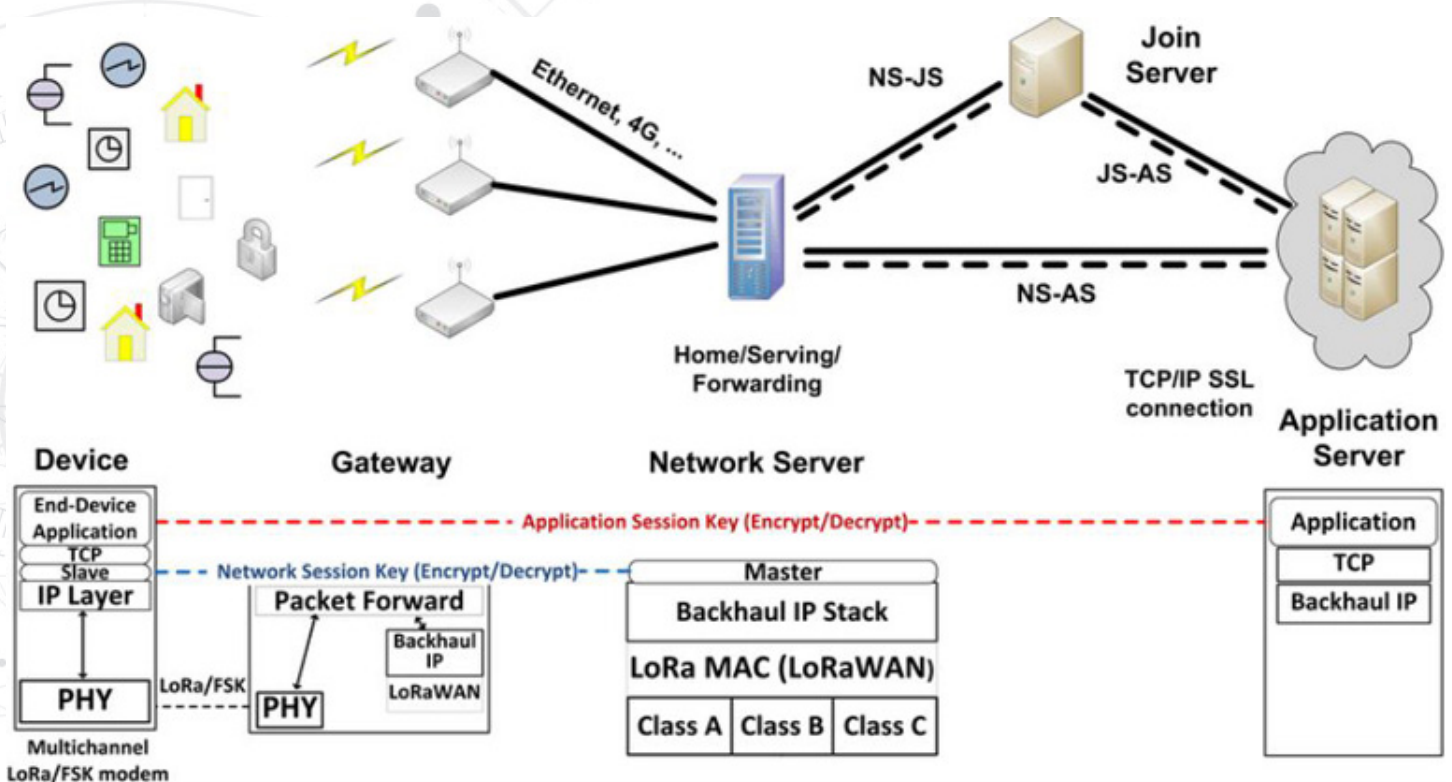 Ethernet, 4G, ...
NS-JS
Join
Server
JS-AS
NS-AS
Home/Serving/
Forwarding
TCP/IP SSL
connection
Device
Gateway
Network Server
Application
Server
End-Device
Application
TCP
Slave
IP Layer
PHY
Multichannel
LoRa/FSK modem
Application Session Key (Encrypt/Decrypt)
Network Session Key (Encrypt/Decrypt)
LoRa/FSK
Packet Forward
Backhaul
IP
LoRaWAN
PHY
Master
Backhaul IP Stack
LoRa MAC (LoRaWAN)
Class A
Class B
Class C
Application
TCP
Backhaul IP